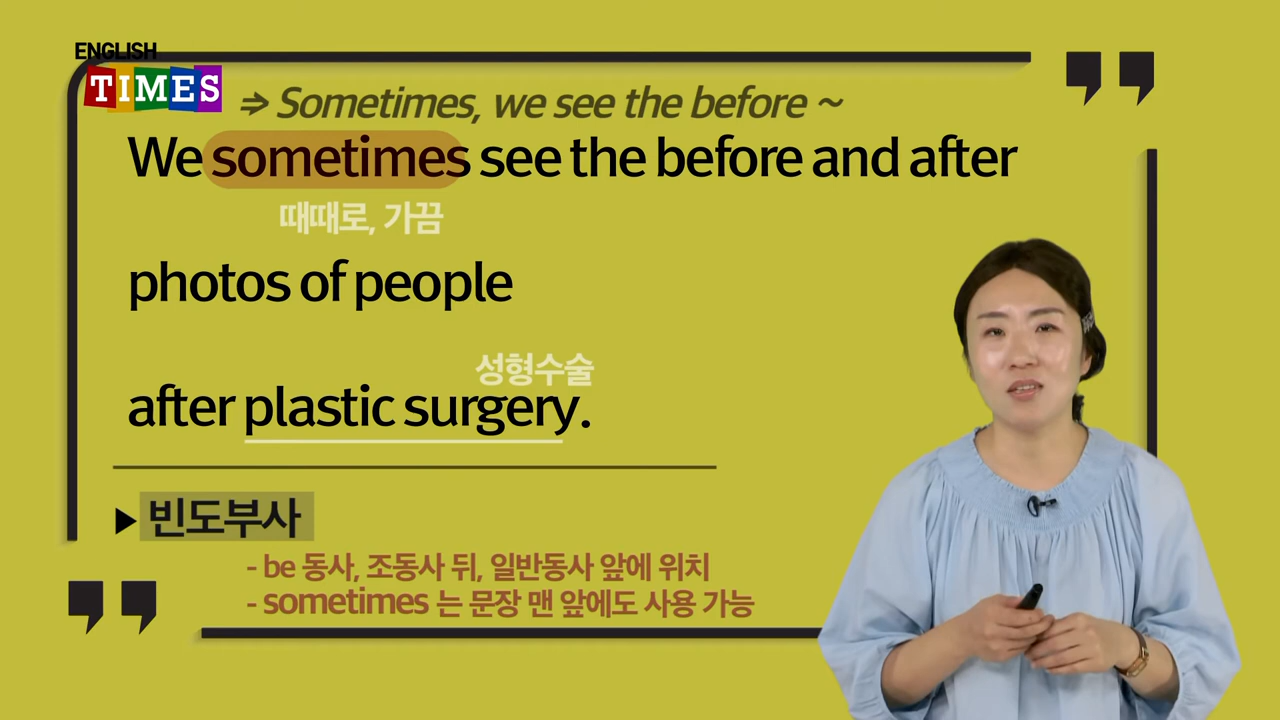 ENGLISH
TIMES
⇒ Sometimes, we see the before ~
We sometimes see the before and after
때때로, 가끔
photos of people
성형수술
after plastic surgery.
▶ 빈도부사
- be 동사, 조동사 뒤, 일반동사 앞에 위치
- sometimes 는 문장 맨 앞에도 사용 가능